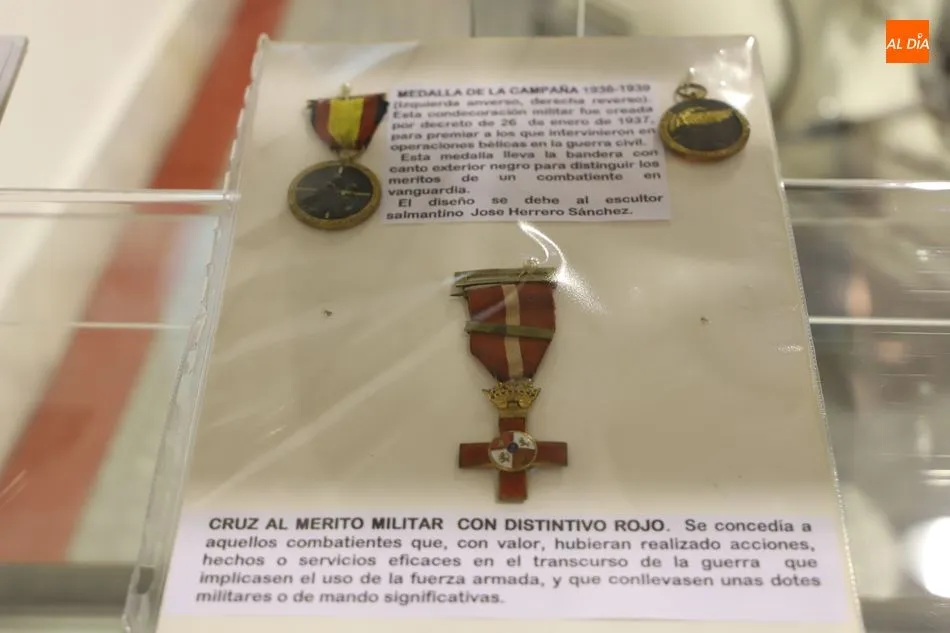 AL DÍA
MEDALLA DE LA CAMPAÑA 1936-1939
(Izquierda anverso, derecha reverso).
Esta condecoración militar fue creada
por decreto de 26 de enero de 1937,
para premiar a los que intervinieron en
operaciones bélicas en la guerra civil.
Esta medalla lleva la bandera con
canto exterior negro para distinguir los
meritos de un combatiente en
vanguardia.
El diseño se debe al escultor
salmantino Jose Herrero Sánchez.
CRUZ AL MERITO MILITAR CON DISTINTIVO ROJO. Se concedía a
aquellos combatientes que, con valor, hubieran realizado acciones,
hechos o servicios eficaces en el transcurso de la guerra que
implicasen el uso de la fuerza armada, y que conllevasen unas dotes
militares o de mando significativas.